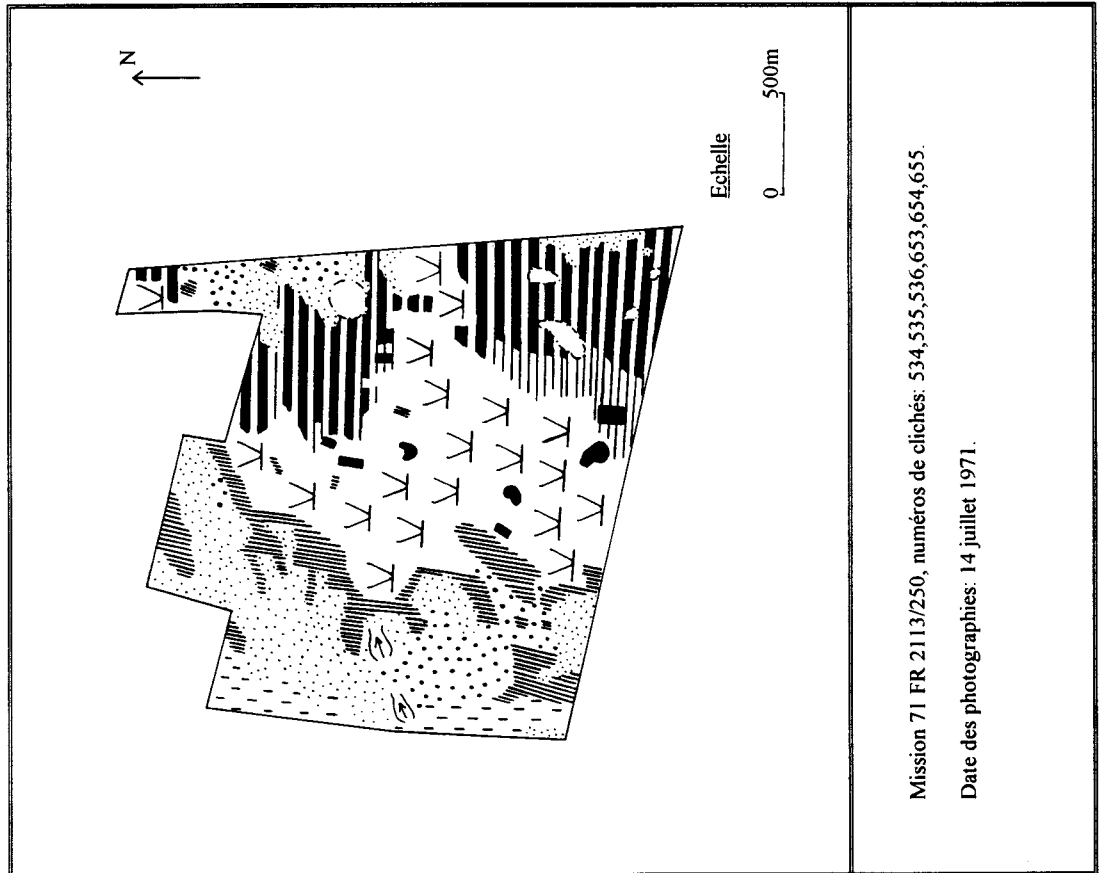 N
Echelle
0 500m
Mission 71 FR 2113/250, numéros de clichés: 534,535,536,653,654,655.
Date des photographies: 14 juillet 1971.